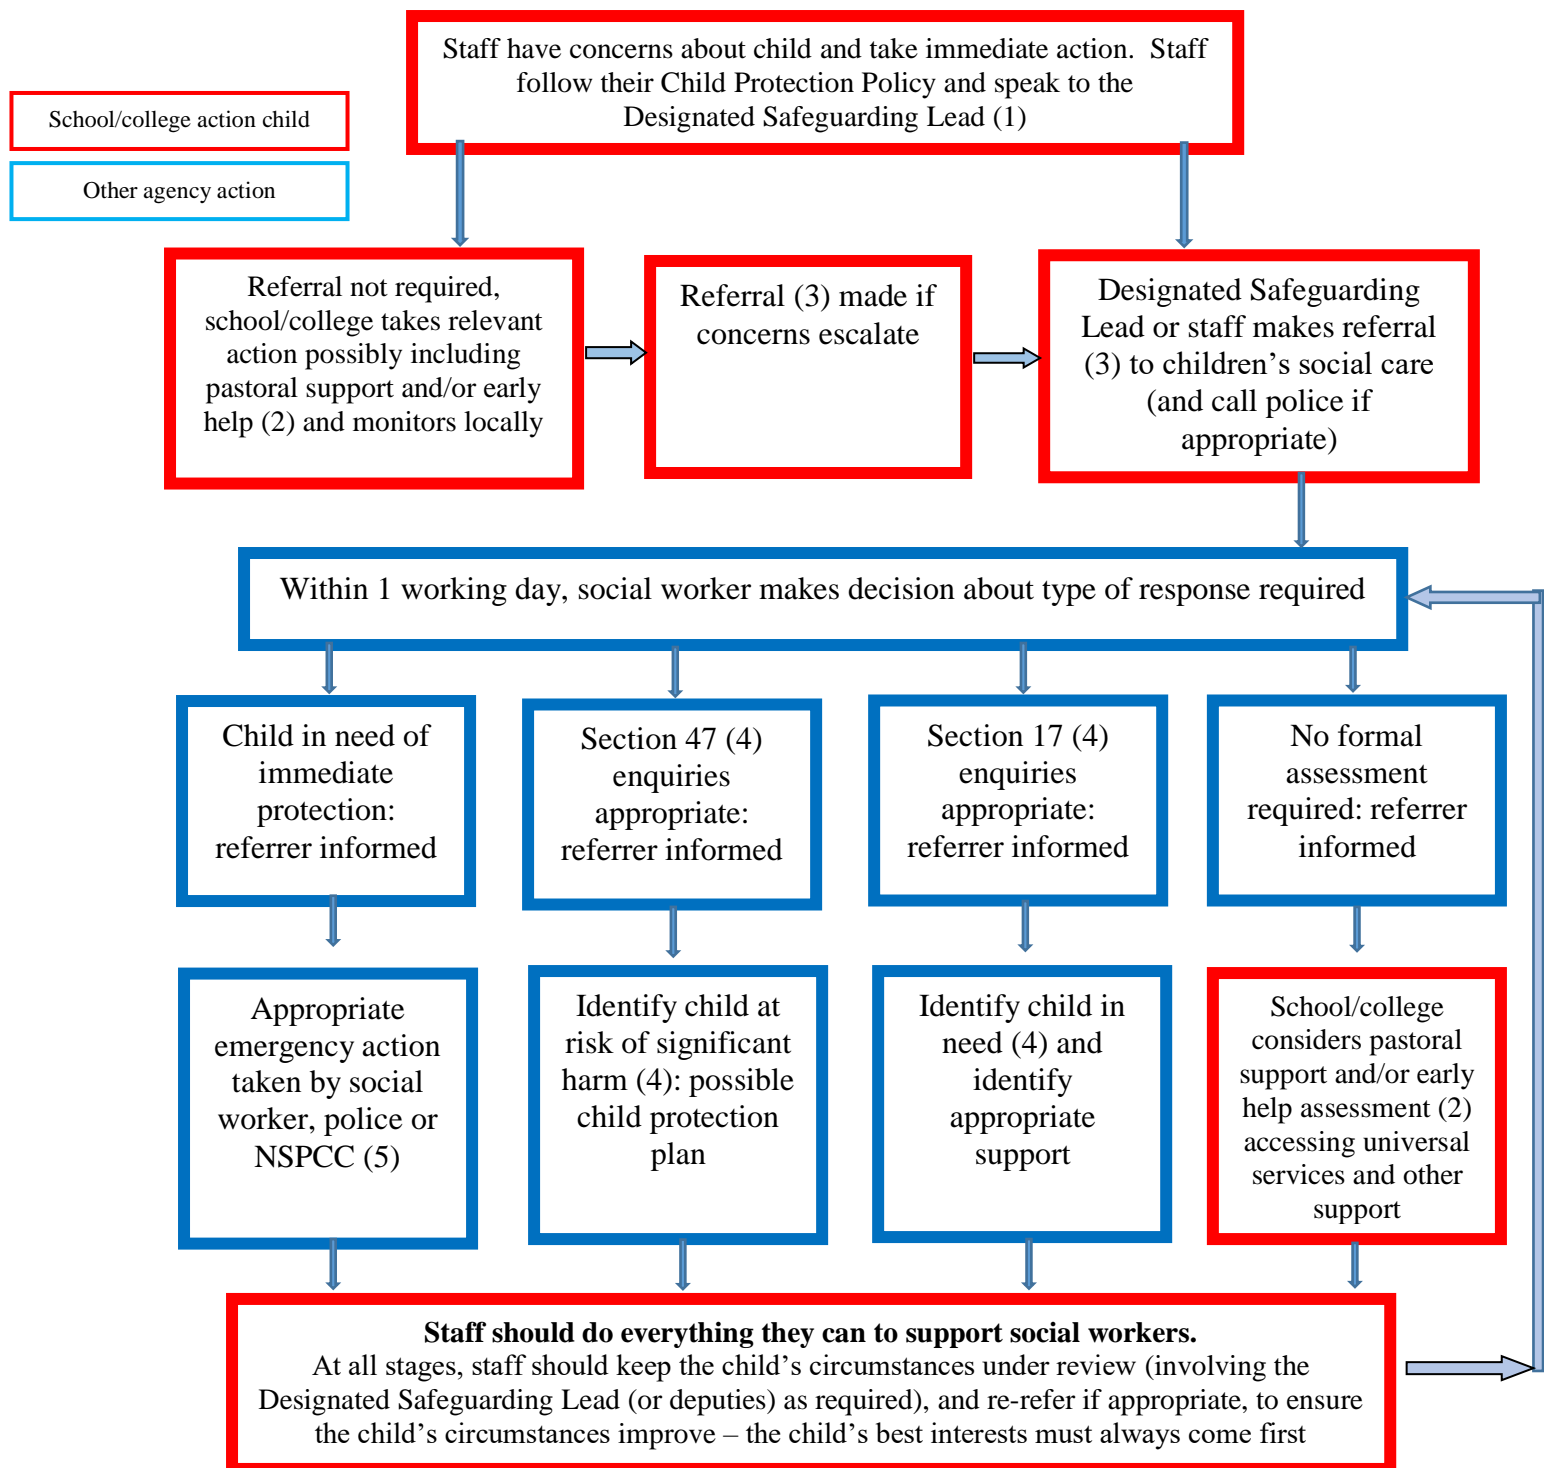 Staff have concerns about child and take immediate action.  Staff
follow their Child Protection Policy and speak to the
Designated Safeguarding Lead (1)
School/college action child
Other agency action
Referral not required,
school/college takes relevant
action possibly including
pastoral support and/or early
help (2) and monitors locally
Referral (3) made if
concerns escalate
Designated Safeguarding
Lead or staff makes referral
(3) to children’s social care
(and call police if
appropriate)
Within 1 working day, social worker makes decision about type of response required
Child in need of
immediate
protection:
referrer informed
Section 47 (4)
enquiries
appropriate:
referrer informed
Section 17 (4)
enquiries
appropriate:
referrer informed
No formal
assessment
required: referrer
informed
Appropriate
emergency action
taken by social
worker, police or
NSPCC (5)
Identify child at
risk of significant
harm (4): possible
child protection
plan
Identify child in
need (4) and
identify
appropriate
support
School/college
considers pastoral
support and/or early
help assessment (2)
accessing universal
services and other
support
Staff should do everything they can to support social workers.
At all stages, staff should keep the child’s circumstances under review (involving the
Designated Safeguarding Lead (or deputies) as required), and re-refer if appropriate, to ensure
the child’s circumstances improve – the child’s best interests must always come first